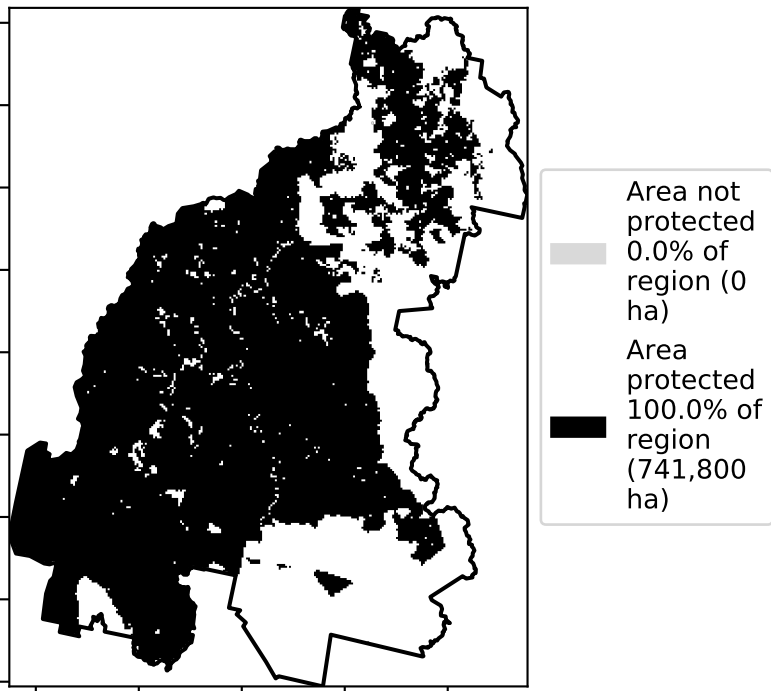 Area not
protected
0.0% of
region (0
ha)
Area
protected
100.0% of
region
(741,800
ha)